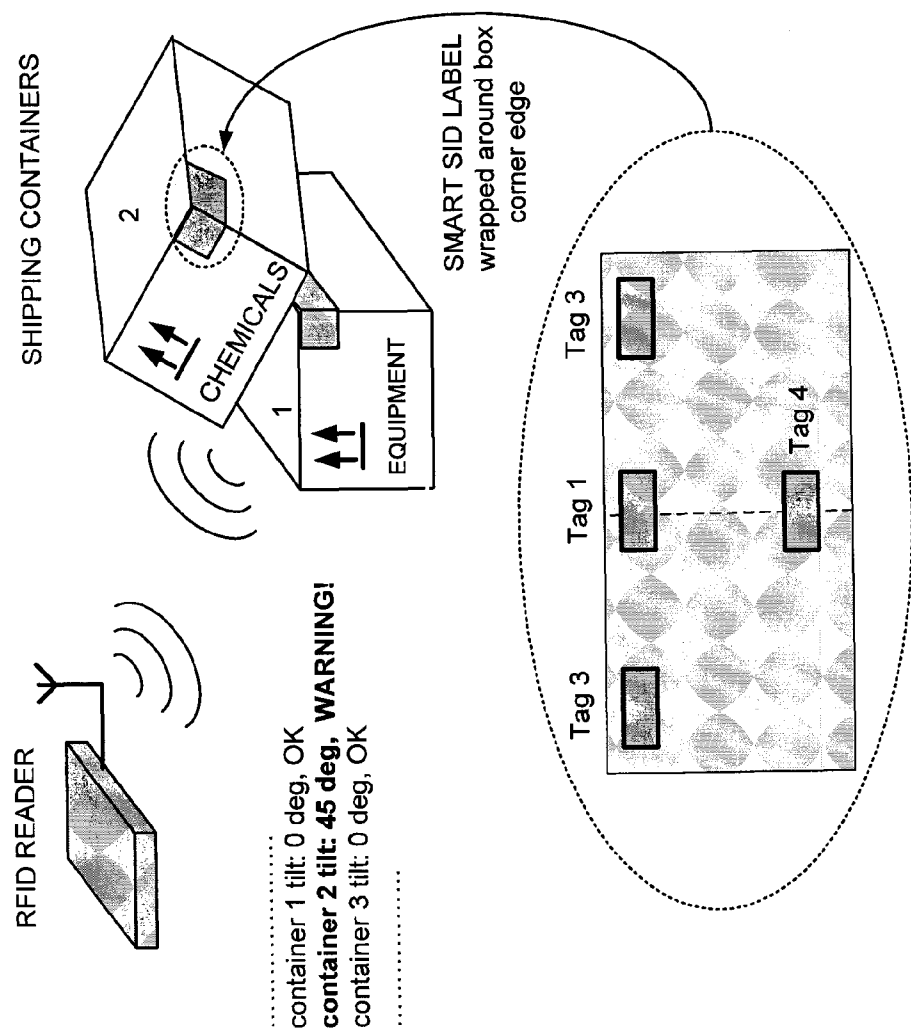 RFID READER
SHIPPING CONTAINERS
2
CHEMICALS
1
EQUIPMENT
.............
container 1 tilt: 0 deg, OK
container 2 tilt: 45 deg, WARNING!
container 3 tilt: 0 deg, OK
.............
SMART SID LABEL
wrapped around box
corner edge
Tag 3
Tag 1
Tag 3
Tag 4